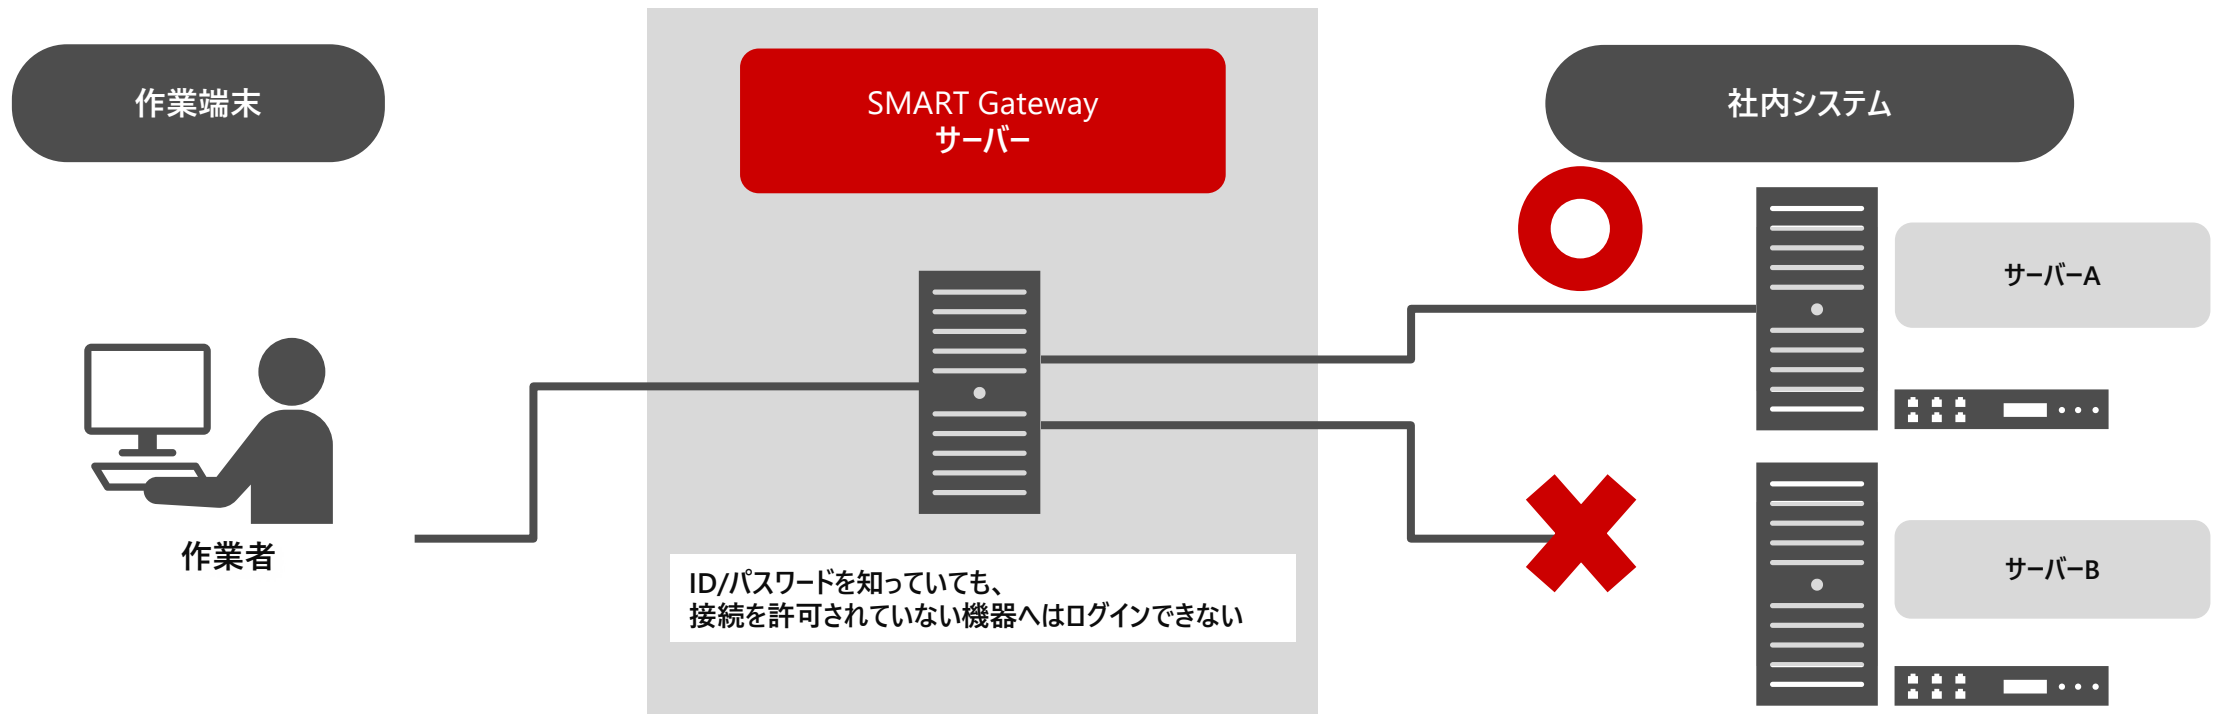 作業端末
SMART Gateway
サーバー
社内システム
サーバーA
作業者
ID/パスワードを知っていても、
接続を許可されていない機器へはログインできない
サーバーB